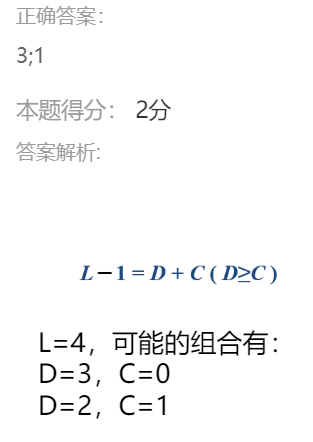 正确答案:
3;1
本题得分: 2分
答案解析:
L−1 = D + C ( D≥C )
L=4，可能的组合有:
D=3，C=0
D=2，C=1